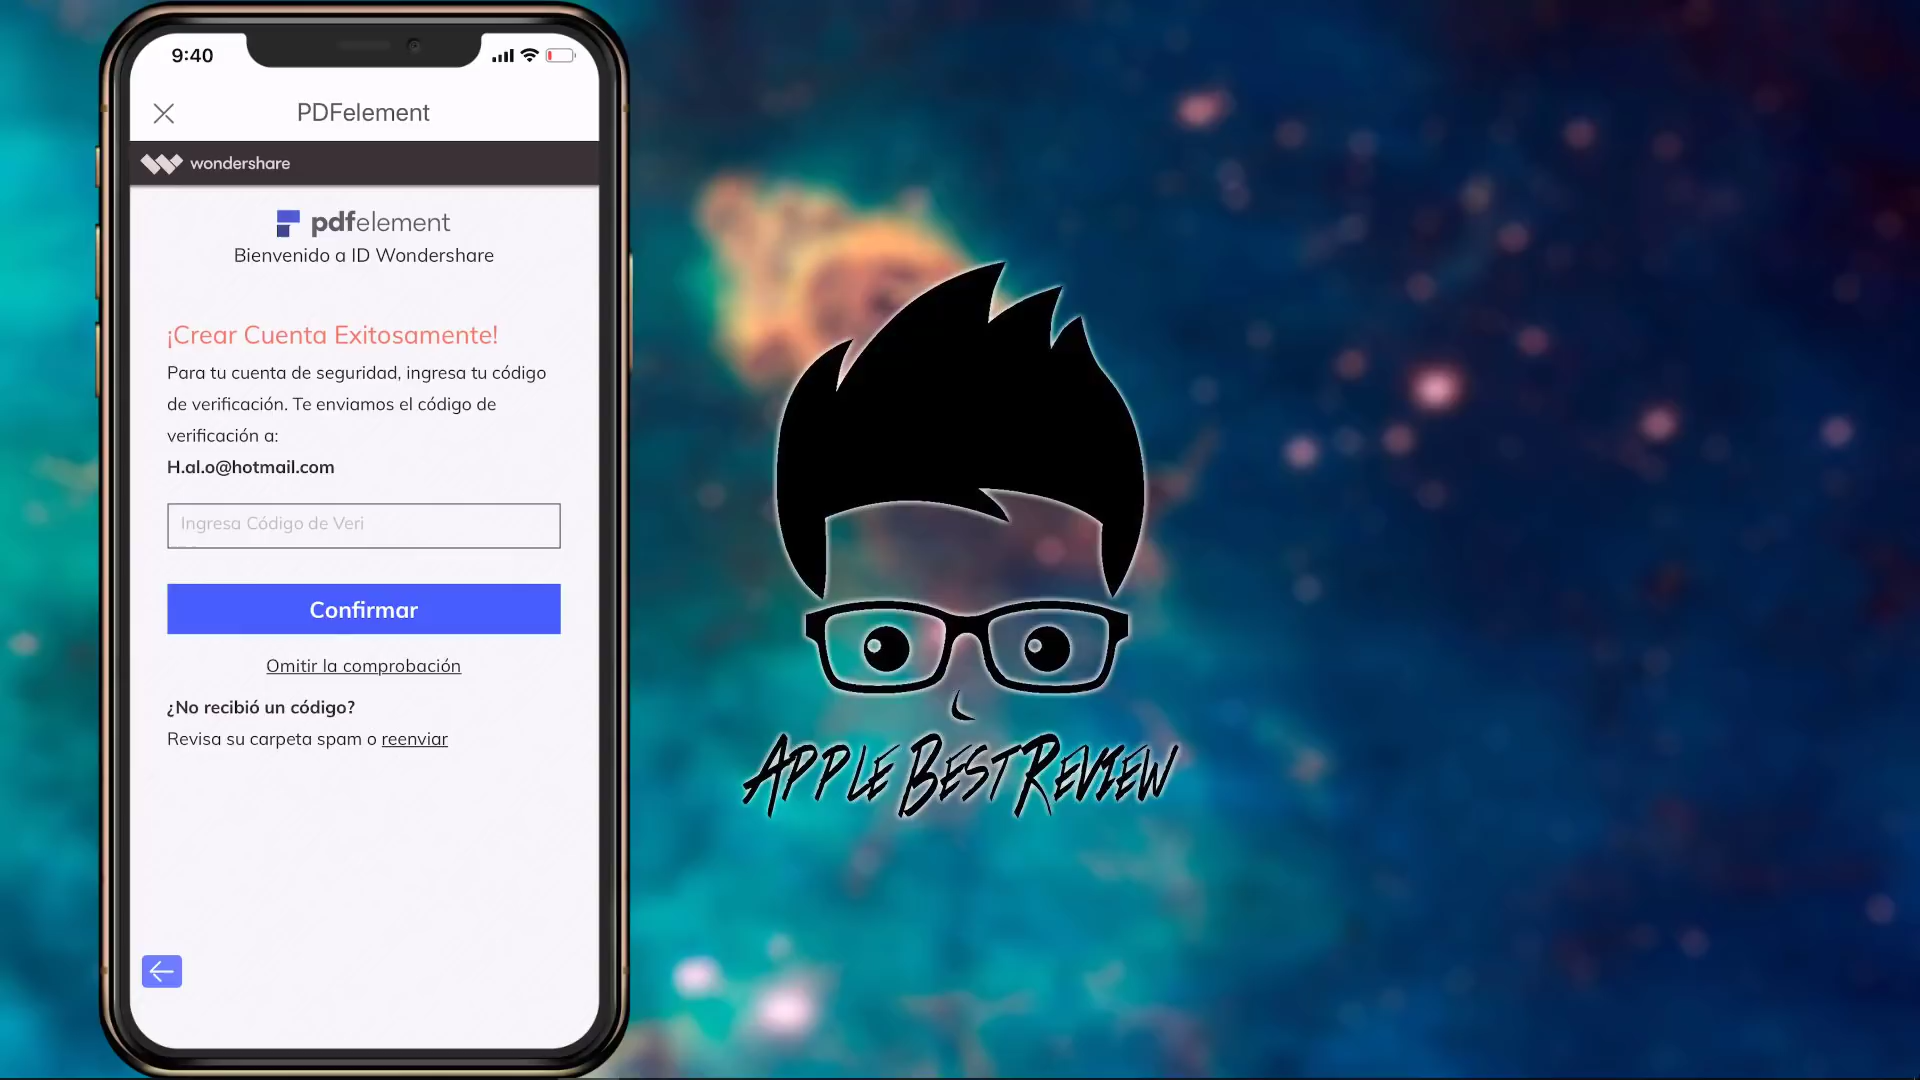 9:40
PDFelement
wondershare
pdfelement
Bienvenido a ID Wondershare
¡Crear Cuenta Exitosamente!
Para tu cuenta de seguridad, ingresa tu código
de verificación. Te enviamos el código de
verificación a:
H.al.o@hotmail.com
Ingresa Código de Veri
Confirmar
Omitir la comprobación
¿No recibió un código?
Revisa su carpeta spam o reenviar
APPLE BEST REVIEW